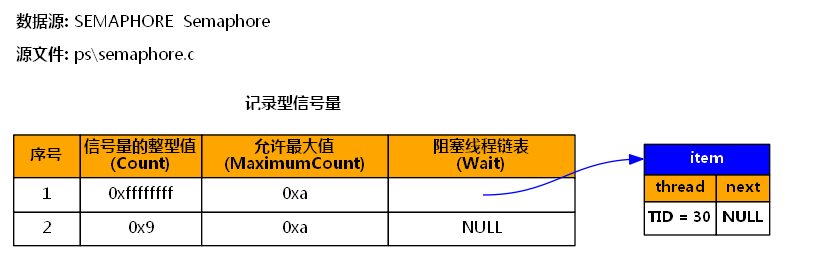 数据源: SEMAPHORE Semaphore
源文件: ps\semaphore.c
记录型信号量
序号 信号量的整型值 (Count) 允许最大值 (MaximumCount) 阻塞线程链表 (Wait)
1 0xffffffff 0xa
2 0x9 0xa NULL
item
thread next
TID = 30 NULL